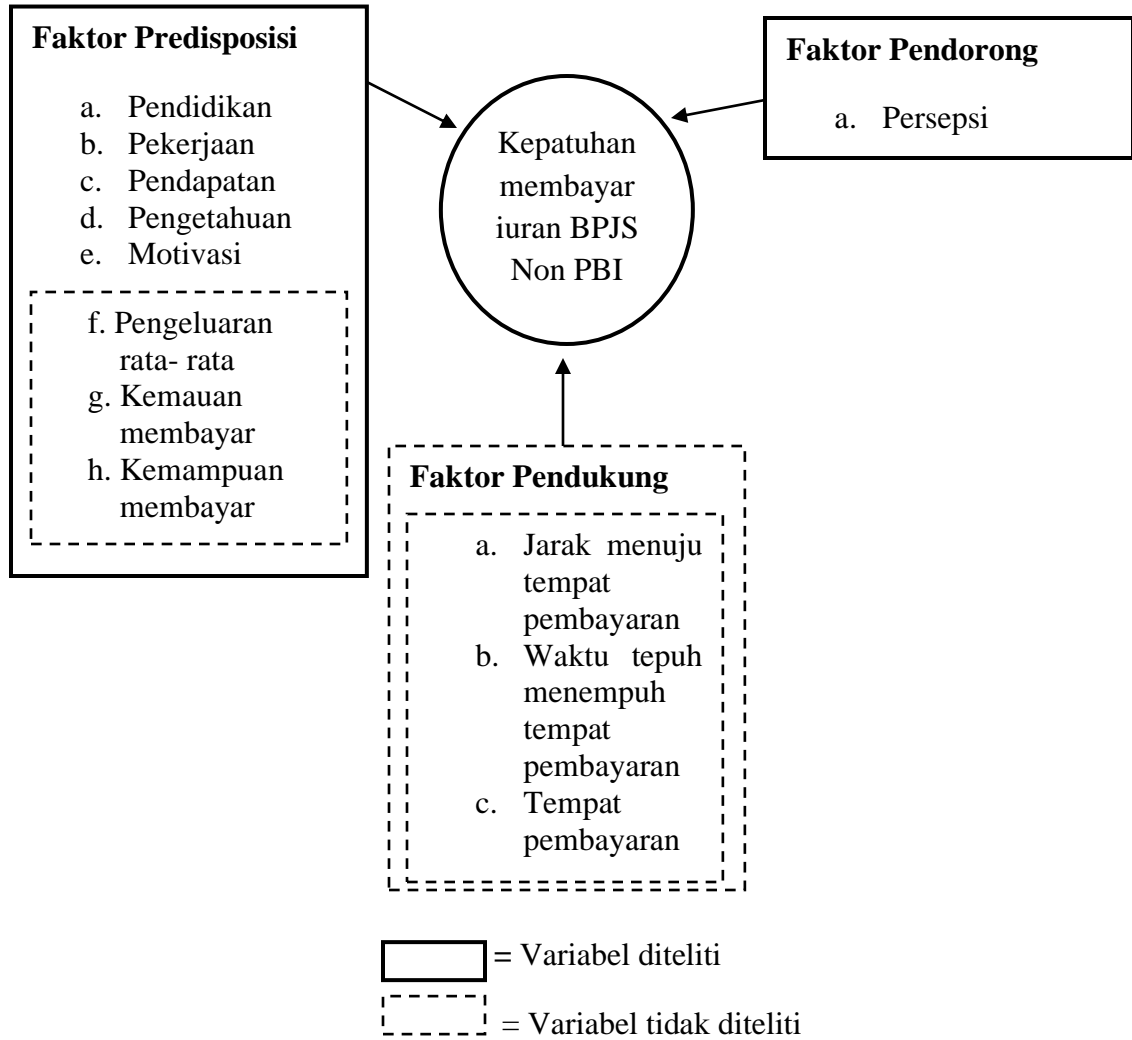 Faktor Predisposisi
a. Pendidikan
b. Pekerjaan
c. Pendapatan
d. Pengetahuan
e. Motivasi
f. Pengeluaran
rata- rata
g. Kemauan
membayar
h. Kemampuan
membayar
Kepatuhan
membayar
iuran BPJS
Non PBI
Faktor Pendorong
a. Persepsi
Faktor Pendukung
a. Jarak menuju
tempat
pembayaran
b. Waktu tepuh
menempuh
tempat
pembayaran
c. Tempat
pembayaran
= Variabel diteliti
= Variabel tidak diteliti